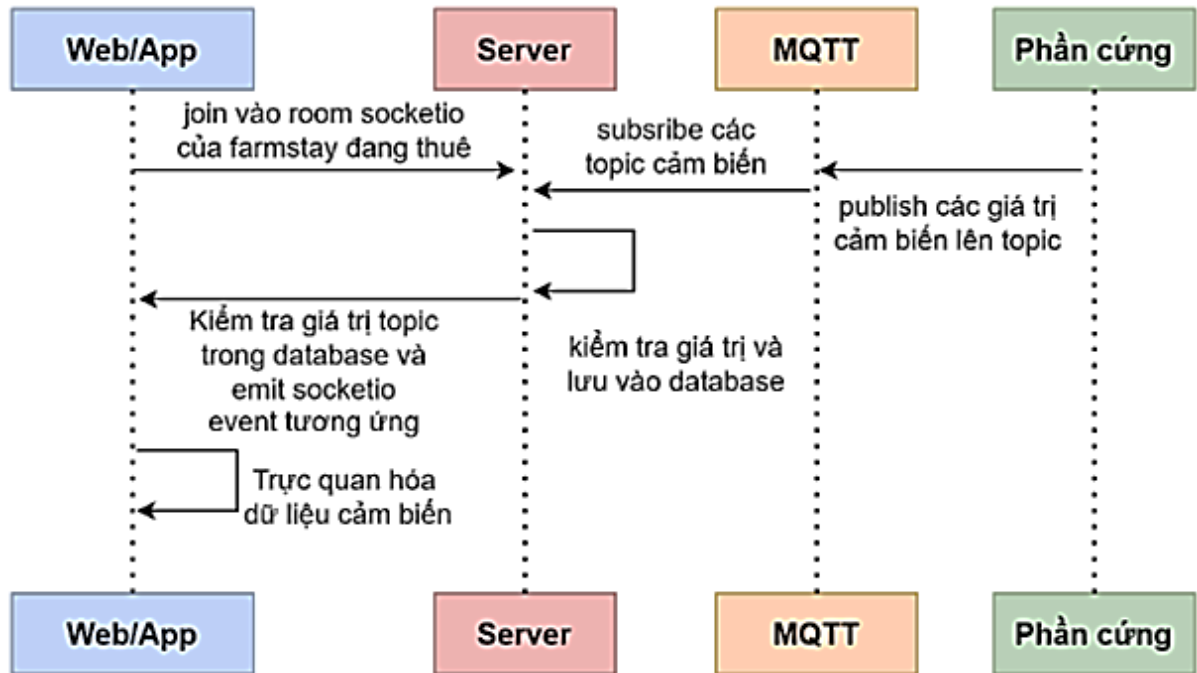 Web/App
Server
MQTT
Phần cứng
join vào room socketio
của farmstay đang thuê
subsribe các
topic cảm biến
publish các giá trị
cảm biến lên topic
Kiểm tra giá trị topic
trong database và
emit socketio
event tương ứng
kiểm tra giá trị và
lưu vào database
Trực quan hóa
dữ liệu cảm biến
Web/App
Server
MQTT
Phần cứng